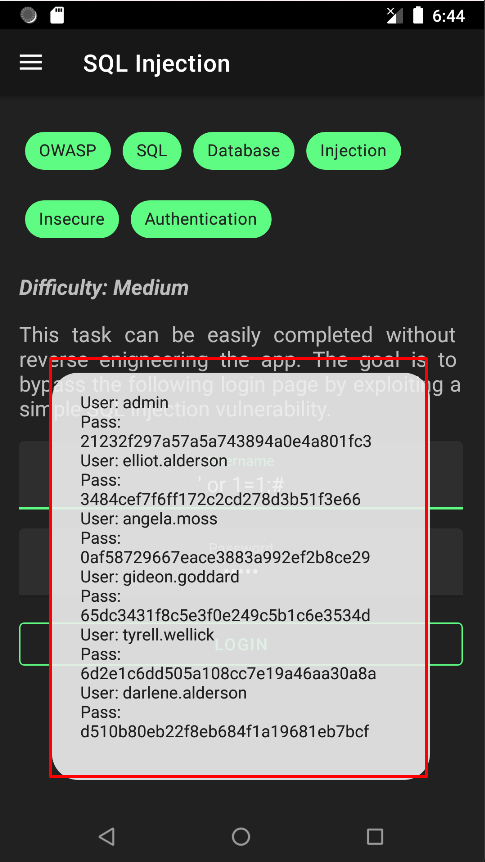 6:44
SQL Injection
OWASP SQL Database Injection
Insecure Authentication
Difficulty: Medium
This task can be easily completed without
reverse enigneering the app. The goal is to
bypass the following login page by exploiting a
simple SQL injection vulnerability.
User: admin
Pass:
21232f297a57a5a743894a0e4a801fc3
User: elliot.alderson
Pass:
3484cef7f6ff172c2cd278d3b51f3e66
User: angela.moss
Pass:
0af58729667eace3883a992ef2b8ce29
User: gideon.goddard
Pass:
65dc3431f8c5e3f0e249c5b1c6e3534d
User: tyrell.wellick
Pass:
6d2e1c6dd505a108cc7e19a46aa30a8a
User: darlene.alderson
Pass:
d510b80eb22f8eb684f1a19681eb7bcf
Username
' or 1=1;#
LOGIN